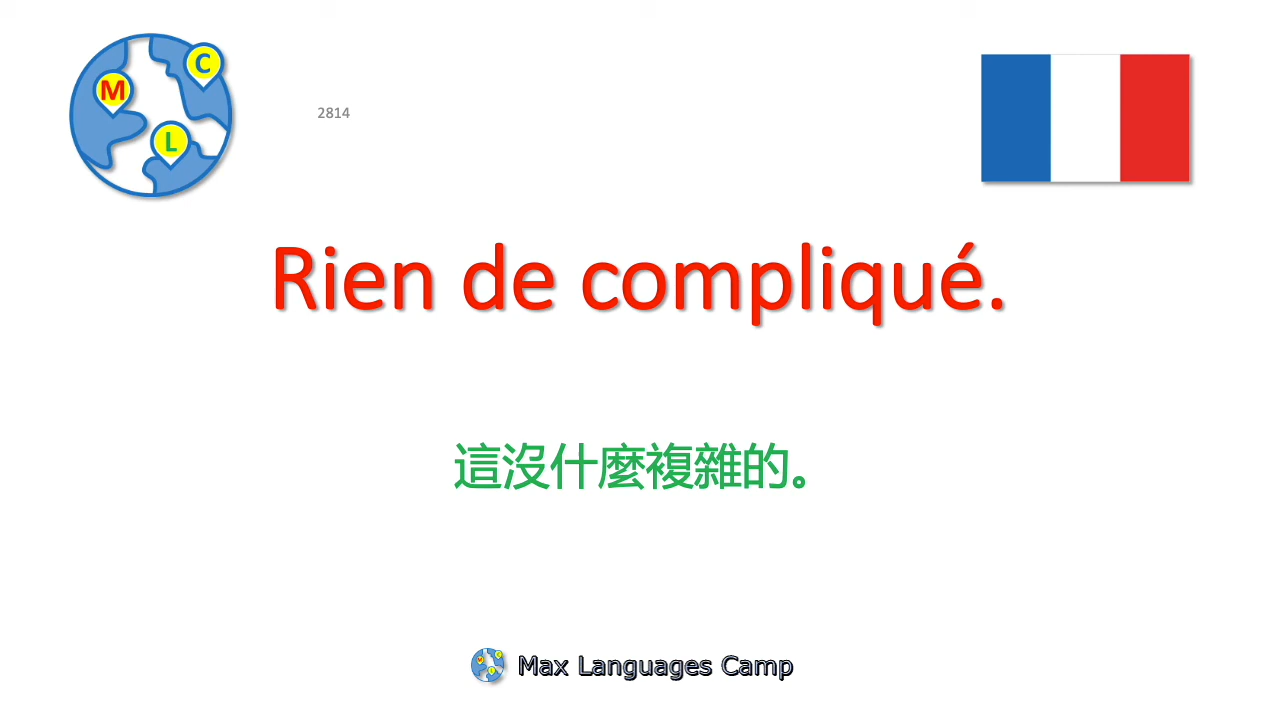 C
M
L
2814
Rien de compliqué.
這沒什麼複雜的。
Max Languages Camp